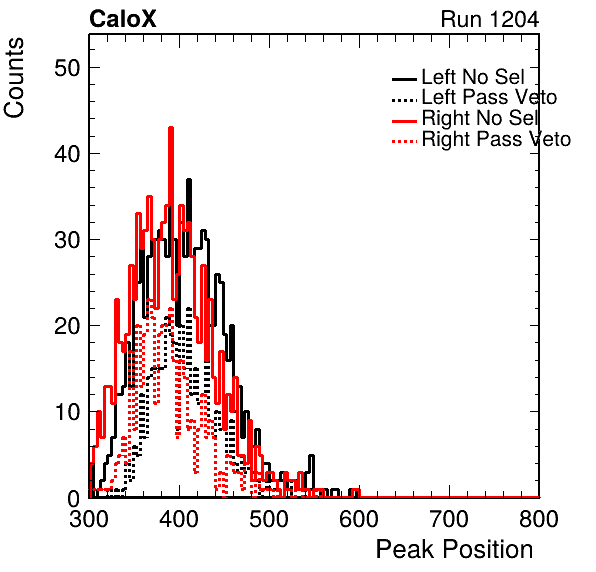 CaloX Run 1204
Counts
50
40
30
20
10
0
Left No Sel
Left Pass Veto
Right No Sel
Right Pass Veto
300 400 500 600 700 800
Peak Position